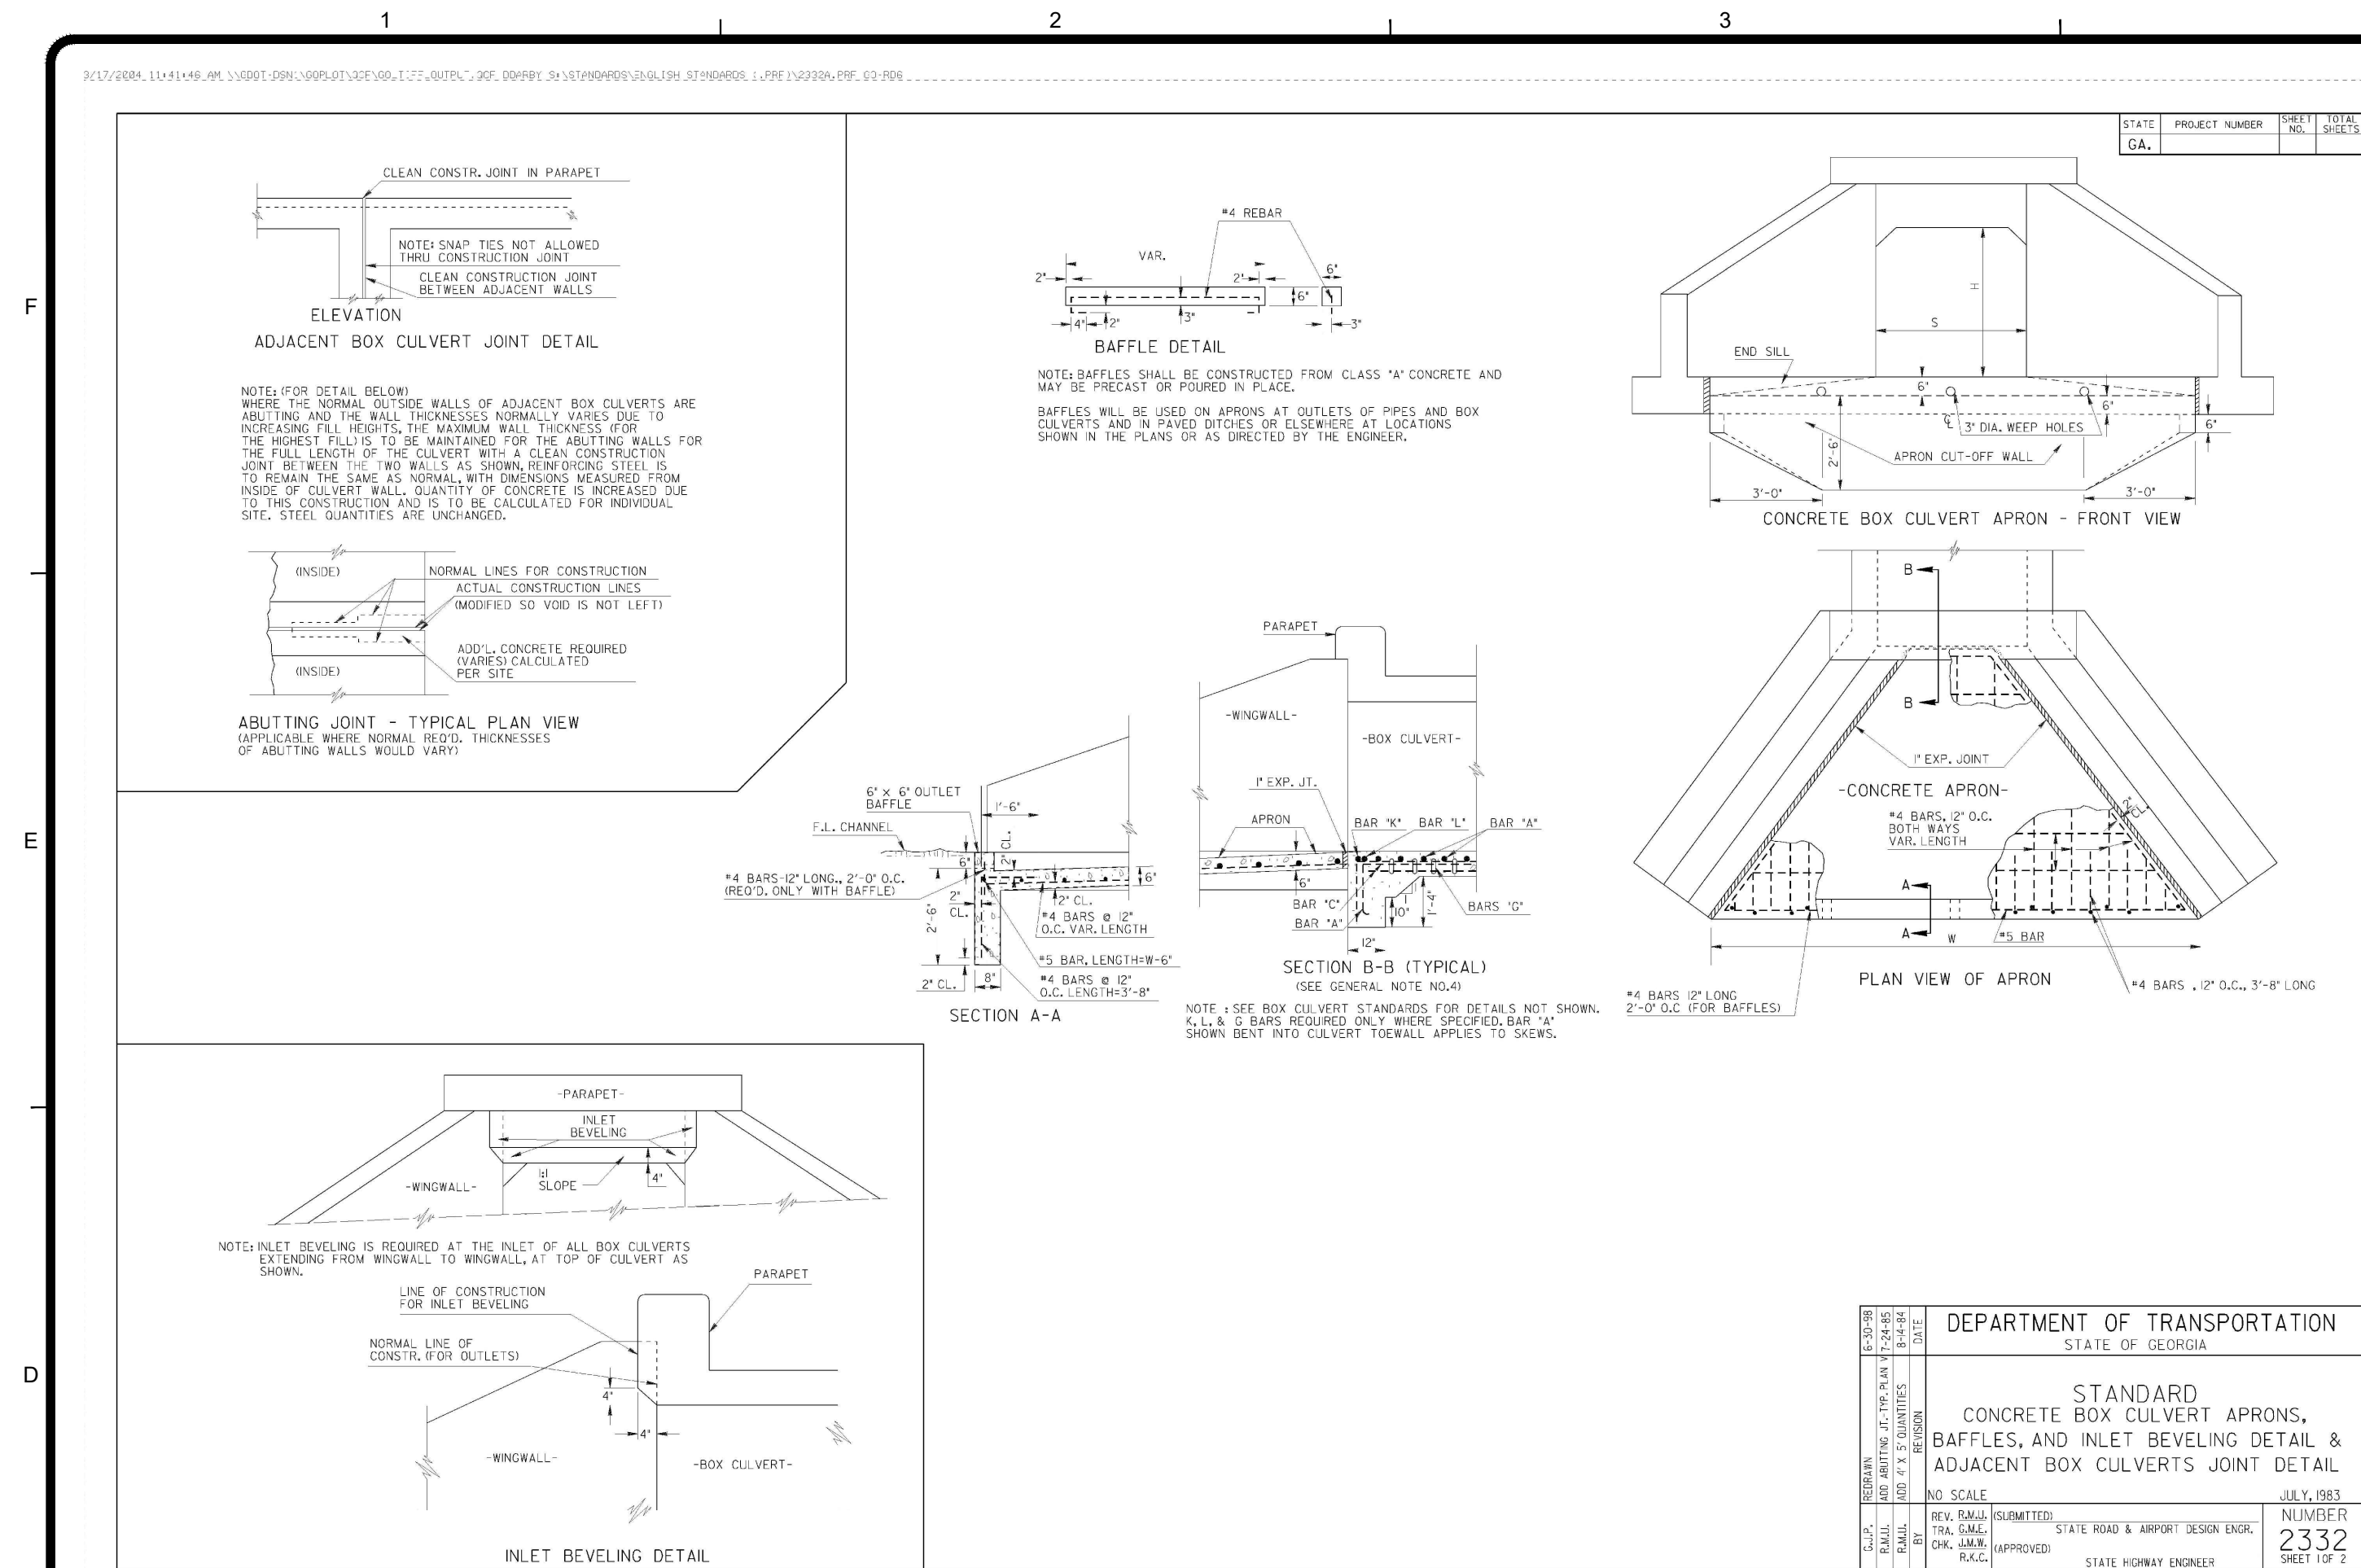 1
2
3
F
E
D
STATE
PROJECT NUMBER
SHEET NO.
TOTAL SHEETS
GA.
CLEAN CONSTR. JOINT IN PARAPET
NOTE: SNAP TIES NOT ALLOWED
THRU CONSTRUCTION JOINT
CLEAN CONSTRUCTION JOINT
BETWEEN ADJACENT WALLS
ELEVATION
ADJACENT BOX CULVERT JOINT DETAIL
NOTE: (FOR DETAIL BELOW)
WHERE THE NORMAL OUTSIDE WALLS OF ADJACENT BOX CULVERTS ARE
ABUTTING AND THE WALL THICKNESSES NORMALLY VARIES DUE TO
INCREASING FILL HEIGHTS, THE MAXIMUM WALL THICKNESS (FOR
THE HIGHEST FILL) IS TO BE MAINTAINED FOR THE ABUTTING WALLS FOR
THE FULL LENGTH OF THE CULVERT WITH A CLEAN CONSTRUCTION
JOINT BETWEEN THE TWO WALLS AS SHOWN, REINFORCING STEEL IS
TO REMAIN THE SAME AS NORMAL, WITH DIMENSIONS MEASURED FROM
INSIDE OF CULVERT WALL. QUANTITY OF CONCRETE IS INCREASED DUE
TO THIS CONSTRUCTION AND IS TO BE CALCULATED FOR INDIVIDUAL
SITE. STEEL QUANTITIES ARE UNCHANGED.
(INSIDE)
NORMAL LINES FOR CONSTRUCTION
ACTUAL CONSTRUCTION LINES
(MODIFIED SO VOID IS NOT LEFT)
ADD'L. CONCRETE REQUIRED
(VARIES) CALCULATED
PER SITE
(INSIDE)
ABUTTING JOINT - TYPICAL PLAN VIEW
(APPLICABLE WHERE NORMAL REQ'D. THICKNESSES
OF ABUTTING WALLS WOULD VARY)
#4 REBAR
VAR.
2"
2"
6"
6"
4"
2"
3"
3"
BAFFLE DETAIL
NOTE: BAFFLES SHALL BE CONSTRUCTED FROM CLASS "A" CONCRETE AND
MAY BE PRECAST OR POURED IN PLACE.
BAFFLES WILL BE USED ON APRONS AT OUTLETS OF PIPES AND BOX
CULVERTS AND IN PAVED DITCHES OR ELSEWHERE AT LOCATIONS
SHOWN IN THE PLANS OR AS DIRECTED BY THE ENGINEER.
H
S
END SILL
6"
6"
6"
℄
3" DIA. WEEP HOLES
2'-6"
APRON CUT-OFF WALL
3'-0"
3'-0"
CONCRETE BOX CULVERT APRON - FRONT VIEW
6" x 6" OUTLET
BAFFLE
1'-6"
F.L. CHANNEL
6"
2" CL.
6"
#4 BARS-12" LONG., 2'-0" O.C.
(REQ'D. ONLY WITH BAFFLE)
2"
CL.
2'-6"
2" CL.
#4 BARS @ 12"
O.C. VAR. LENGTH
#5 BAR, LENGTH=W-6"
2" CL.
8"
#4 BARS @ 12"
O.C. LENGTH=3'-8"
SECTION A-A
PARAPET
-WINGWALL-
-BOX CULVERT-
1" EXP. JT.
APRON
BAR "K"
BAR "L"
BAR "A"
6"
BAR "C"
BAR "A"
10"
1'-4"
BARS "G"
12"
SECTION B-B (TYPICAL)
(SEE GENERAL NOTE NO.4)
NOTE : SEE BOX CULVERT STANDARDS FOR DETAILS NOT SHOWN.
K, L, & G BARS REQUIRED ONLY WHERE SPECIFIED. BAR "A"
SHOWN BENT INTO CULVERT TOEWALL APPLIES TO SKEWS.
B
B
1" EXP. JOINT
-CONCRETE APRON-
#4 BARS, 12" O.C.
BOTH WAYS
VAR. LENGTH
2"
CL.
A
A
W
#5 BAR
PLAN VIEW OF APRON
#4 BARS 12" LONG
2'-0" O.C (FOR BAFFLES)
#4 BARS , 12" O.C., 3'-8" LONG
-PARAPET-
INLET
BEVELING
-WINGWALL-
1:1
SLOPE
4"
NOTE: INLET BEVELING IS REQUIRED AT THE INLET OF ALL BOX CULVERTS
EXTENDING FROM WINGWALL TO WINGWALL, AT TOP OF CULVERT AS
SHOWN.
PARAPET
LINE OF CONSTRUCTION
FOR INLET BEVELING
NORMAL LINE OF
CONSTR. (FOR OUTLETS)
4"
4"
-WINGWALL-
-BOX CULVERT-
INLET BEVELING DETAIL
6-30-98
7-24-85
8-14-84
DATE
REDRAWN
ADD ABUTTING JT.-TYP. PLAN V
ADD 4' X 5' QUANTITIES
REVISION
G.J.P.
R.M.U.
R.M.U.
BY
DEPARTMENT OF TRANSPORTATION
STATE OF GEORGIA
STANDARD
CONCRETE BOX CULVERT APRONS,
BAFFLES, AND INLET BEVELING DETAIL &
ADJACENT BOX CULVERTS JOINT DETAIL
NO SCALE
JULY, 1983
REV. R.M.U.
TRA. G.M.E.
CHK. J.M.W.
R.K.C.
(SUBMITTED)
STATE ROAD & AIRPORT DESIGN ENGR.
(APPROVED)
STATE HIGHWAY ENGINEER
NUMBER
2332
SHEET 1 OF 2